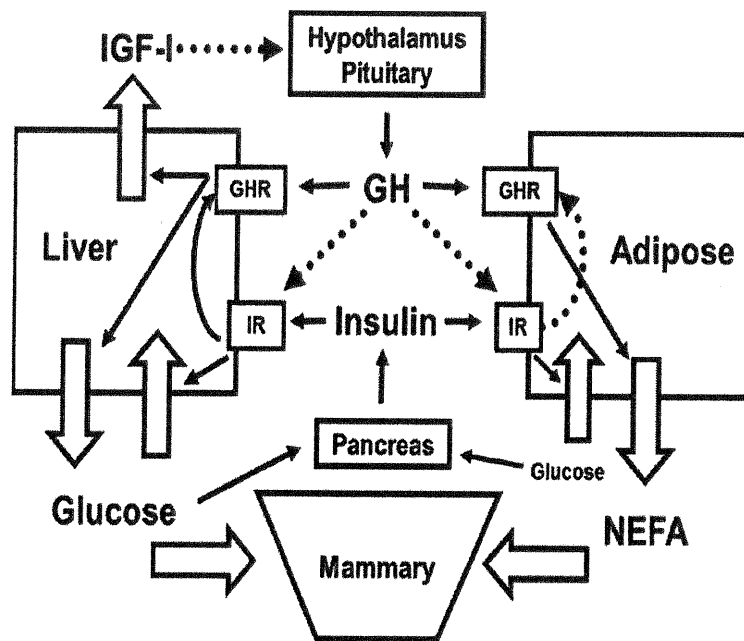 IGF-I
Hypothalamus
Pituitary
GHR
GH
GHR
Liver
Adipose
IR
Insulin
IR
Pancreas
Glucose
Glucose
NEFA
Mammary